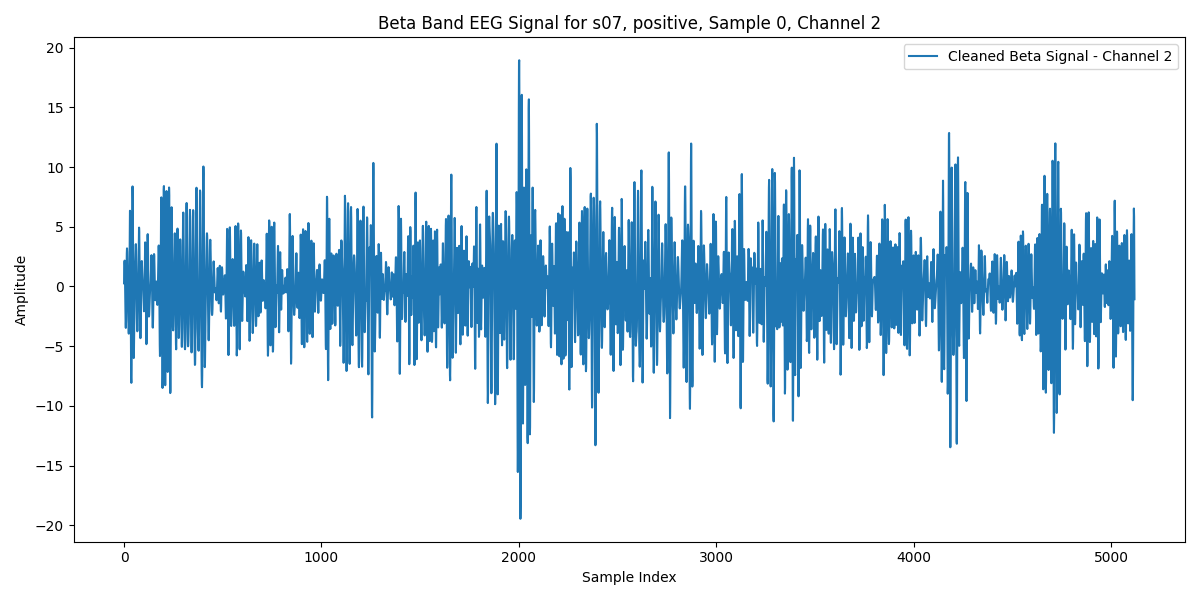 Beta Band EEG Signal for s07, positive, Sample 0, Channel 2
Cleaned Beta Signal - Channel 2
20
15
10
5
0
−5
−10
−15
−20
Amplitude
0 1000 2000 3000 4000 5000
Sample Index